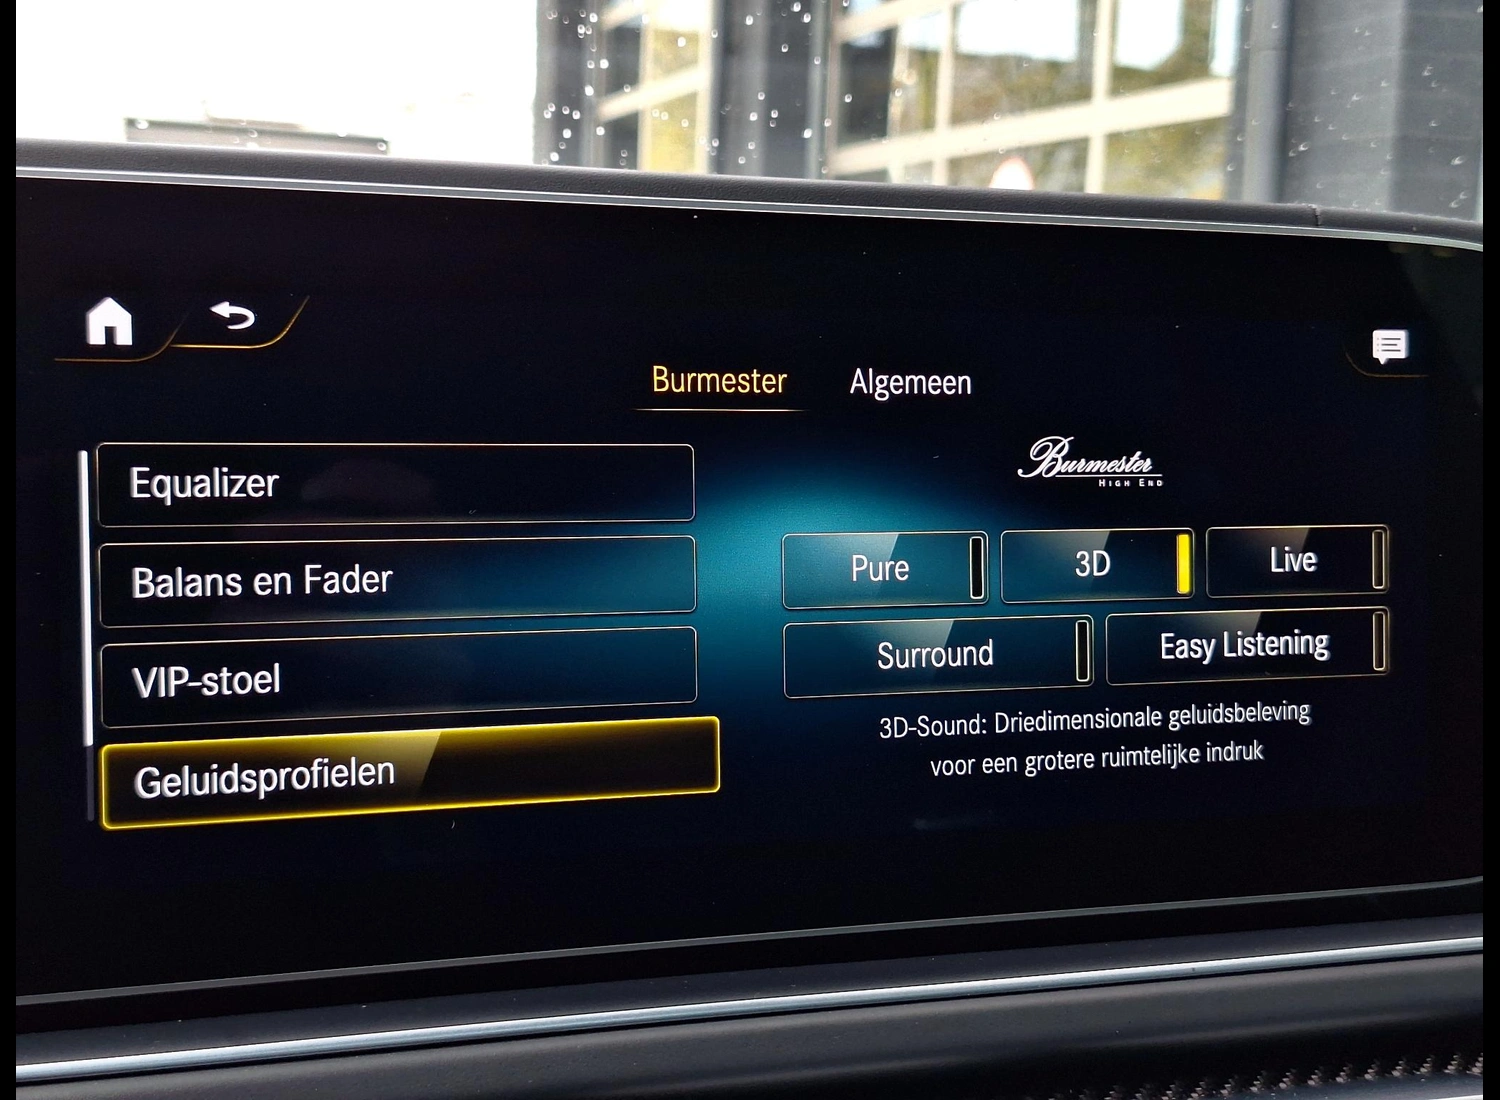 Burmester Algemeen
Equalizer
Balans en Fader
VIP-stoel
Geluidsprofielen
Burmester
HIGH END
Pure 3D Live
Surround Easy Listening
3D-Sound: Driedimensionale geluidsbeleving
voor een grotere ruimtelijke indruk